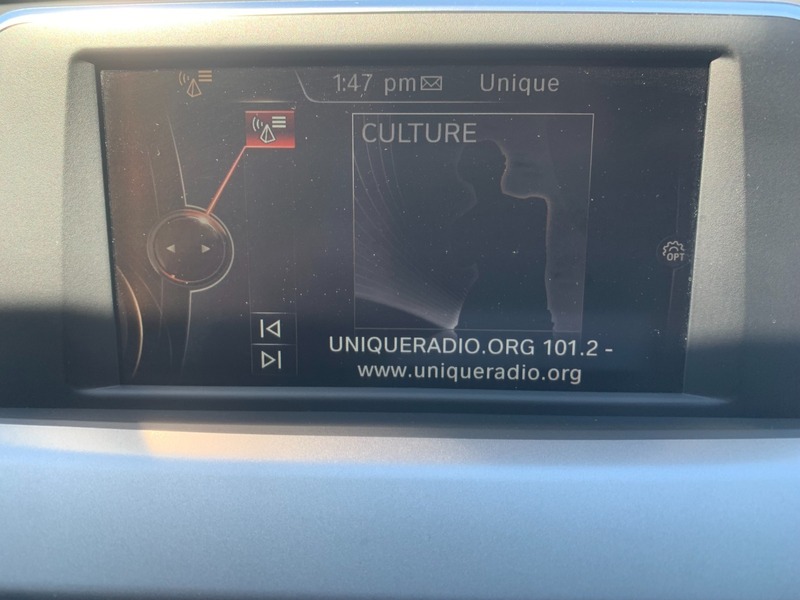 1:47 pm Unique
CULTURE
OPT
UNIQUERADIO.ORG 101.2 -
www.uniqueradio.org